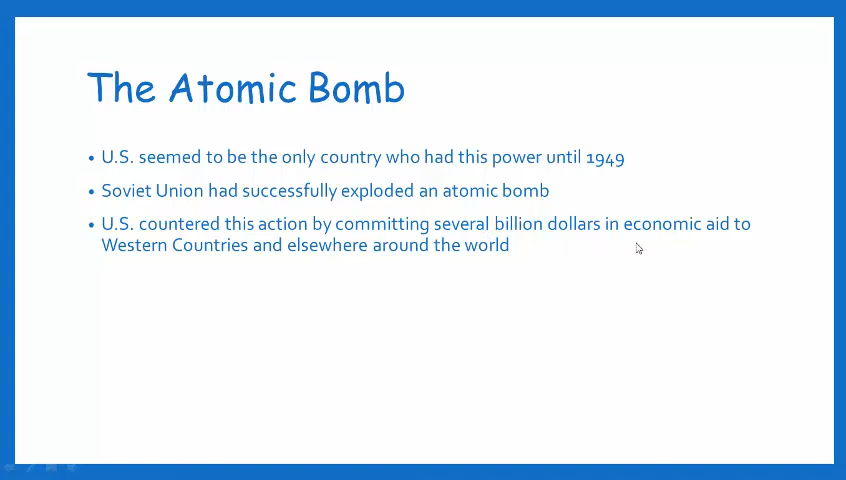 The Atomic Bomb
• U.S. seemed to be the only country who had this power until 1949
• Soviet Union had successfully exploded an atomic bomb
• U.S. countered this action by committing several billion dollars in economic aid to
Western Countries and elsewhere around the world